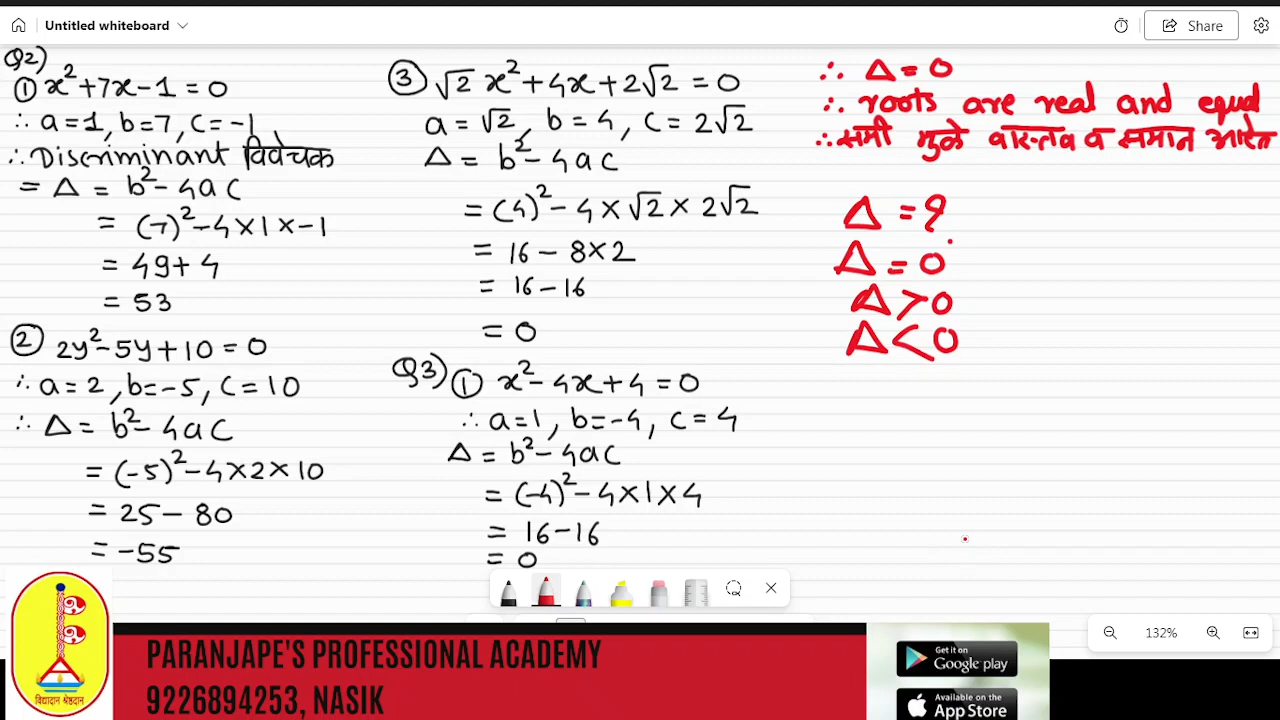 Untitled whiteboard
Share
Q2)
① x²+7x-1=0
∴ a=1, b=7, c=-1
∴ Discriminant विवेचक
= Δ = b²-4ac
= (7)²-4×1×-1
= 49+4
= 53
② 2y²-5y+10=0
∴ a=2, b=-5, c=10
∴ Δ = b²-4ac
= (-5)²-4×2×10
= 25-80
= -55
③ √2 x²+4x+2√2=0
a=√2, b=4, c=2√2
Δ = b²-4ac
= (4)²-4×√2×2√2
= 16-8×2
= 16-16
= 0
Q3) ① x²-4x+4=0
∴ a=1, b=-4, c=4
Δ = b²-4ac
= (-4)²-4×1×4
= 16-16
= 0
∴ Δ=0
∴ roots are real and equal
∴ मुळे वास्तव व समान आहेत
Δ = ?
Δ = 0
Δ > 0
Δ < 0
132%
विद्यादान श्रेष्ठदान
PARANJAPE'S PROFESSIONAL ACADEMY
9226894253, NASIK
Get it on
Google play
Available on the
App Store